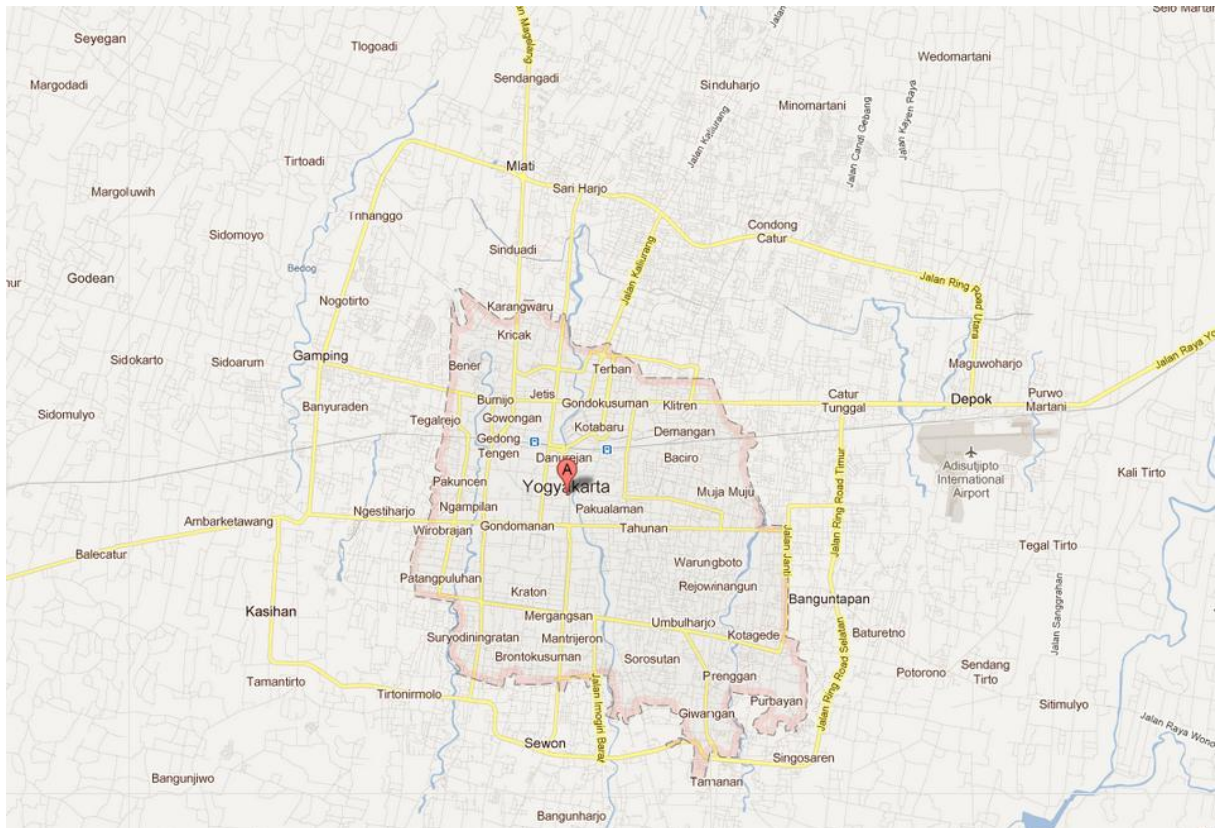 Selo Martani
Seyegan
Tlogoadi
Jalan Magelang
Wedomartani
Margodadi
Sendangadi
Sinduharjo
Minomartani
Jalan Kaliurang
Jalan Candi Gebang
Jalan Kayen Raya
Tirtoadi
Mlati
Margoluwih
Sari Harjo
Trihanggo
Condong
Catur
Sidomoyo
Sinduadi
Jalan Kaliurang
Bedog
Godean
Jalan Ring Road Utara
Nogotirto
Karangwaru
Kricak
Jalan Raya Yo
Sidokarto
Sidoarum
Gamping
Bener
Terban
Maguwoharjo
Sidomulyo
Banyuraden
Bumijo
Jetis
Gondokusuman
Klitren
Catur
Tunggal
Depok
Purwo
Martani
Tegalrejo
Gowongan
Kotabaru
Demangan
Gedong
Tengen
Danurejan
Baciro
Adisutjipto
International
Airport
Kali Tirto
A
Pakuncen
Yogyakarta
Muja Muju
Jalan Ring Road Timur
Ngestiharjo
Ngampilan
Pakualaman
Ambarketawang
Wirobrajan
Gondomanan
Tahunan
Jalan Janti
Balecatur
Tegal Tirto
Warungboto
Patangpuluhan
Kraton
Rejowinangun
Kasihan
Banguntapan
Jalan Sanggrahan
Mergangsan
Umbulharjo
Suryodiningratan
Mantrijeron
Kotagede
Baturetno
Brontokusuman
Sorosutan
Potorono
Sendang
Tirto
Tamantirto
Prenggan
Tirtonirmolo
Jalan Imogiri Barat
Purbayan
Jalan Ring Road Selatan
Sitimulyo
Giwangan
Jalan Raya Wono
Sewon
Singosaren
Bangunjiwo
Tamanan
Bangunharjo